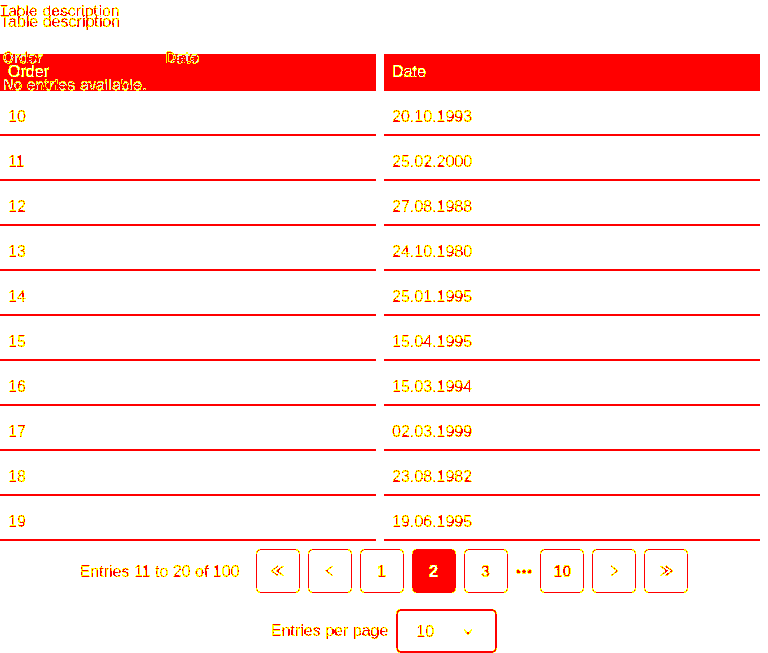 Table description
Table description
Order Date
Order Date
No entries available.
10 20.10.1993
11 25.02.2000
12 27.08.1988
13 24.10.1980
14 25.01.1995
15 15.04.1995
16 15.03.1994
17 02.03.1999
18 23.08.1982
19 19.06.1995
Entries 11 to 20 of 100 « < 1 2 3 ••• 10 > »
Entries per page 10